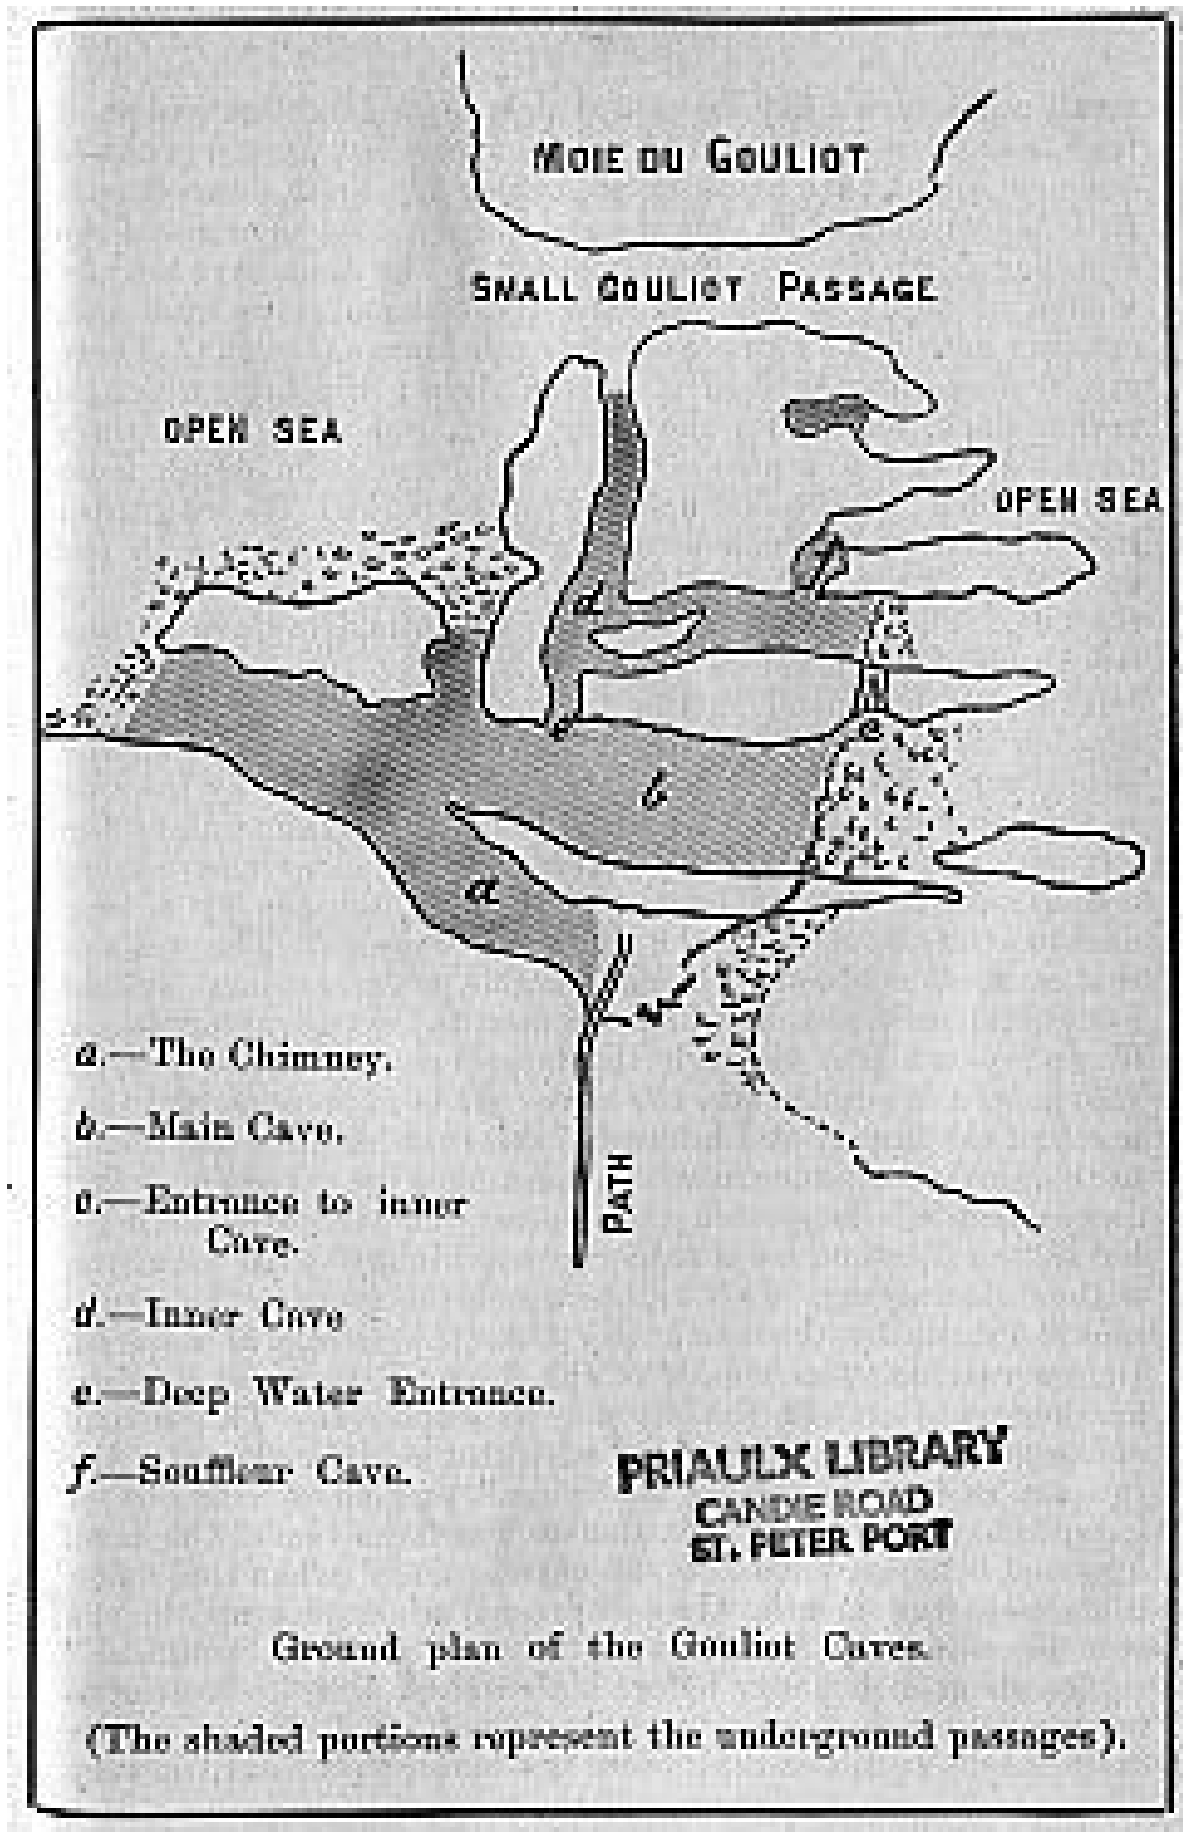 MOIE DU GOULIOT
SMALL GOULIOT PASSAGE
OPEN SEA
OPEN SEA
d
b
a
PATH
a.—The Chimney.
b.—Main Cave.
c.—Entrance to inner
Cave.
d.—Inner Cave
e.—Deep Water Entrance.
f.—Souffleur Cave.
PRIAULX LIBRARY
CANDIE ROAD
ST. PETER PORT
Ground plan of the Gouliot Caves.
(The shaded portions represent the underground passages).